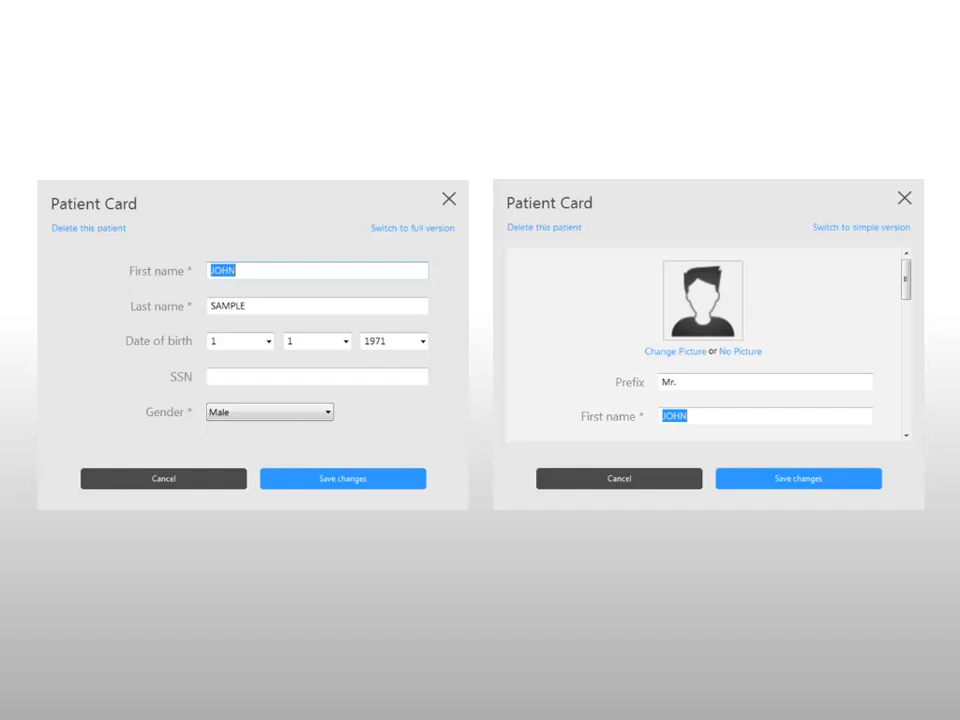 Patient Card
Delete this patient
Switch to full version
First name * JOHN
Last name * SAMPLE
Date of birth 1 1 1971
SSN
Gender * Male
Cancel
Save changes
Patient Card
Delete this patient
Switch to simple version
Change Picture or No Picture
Prefix Mr.
First name * JOHN
Cancel
Save changes